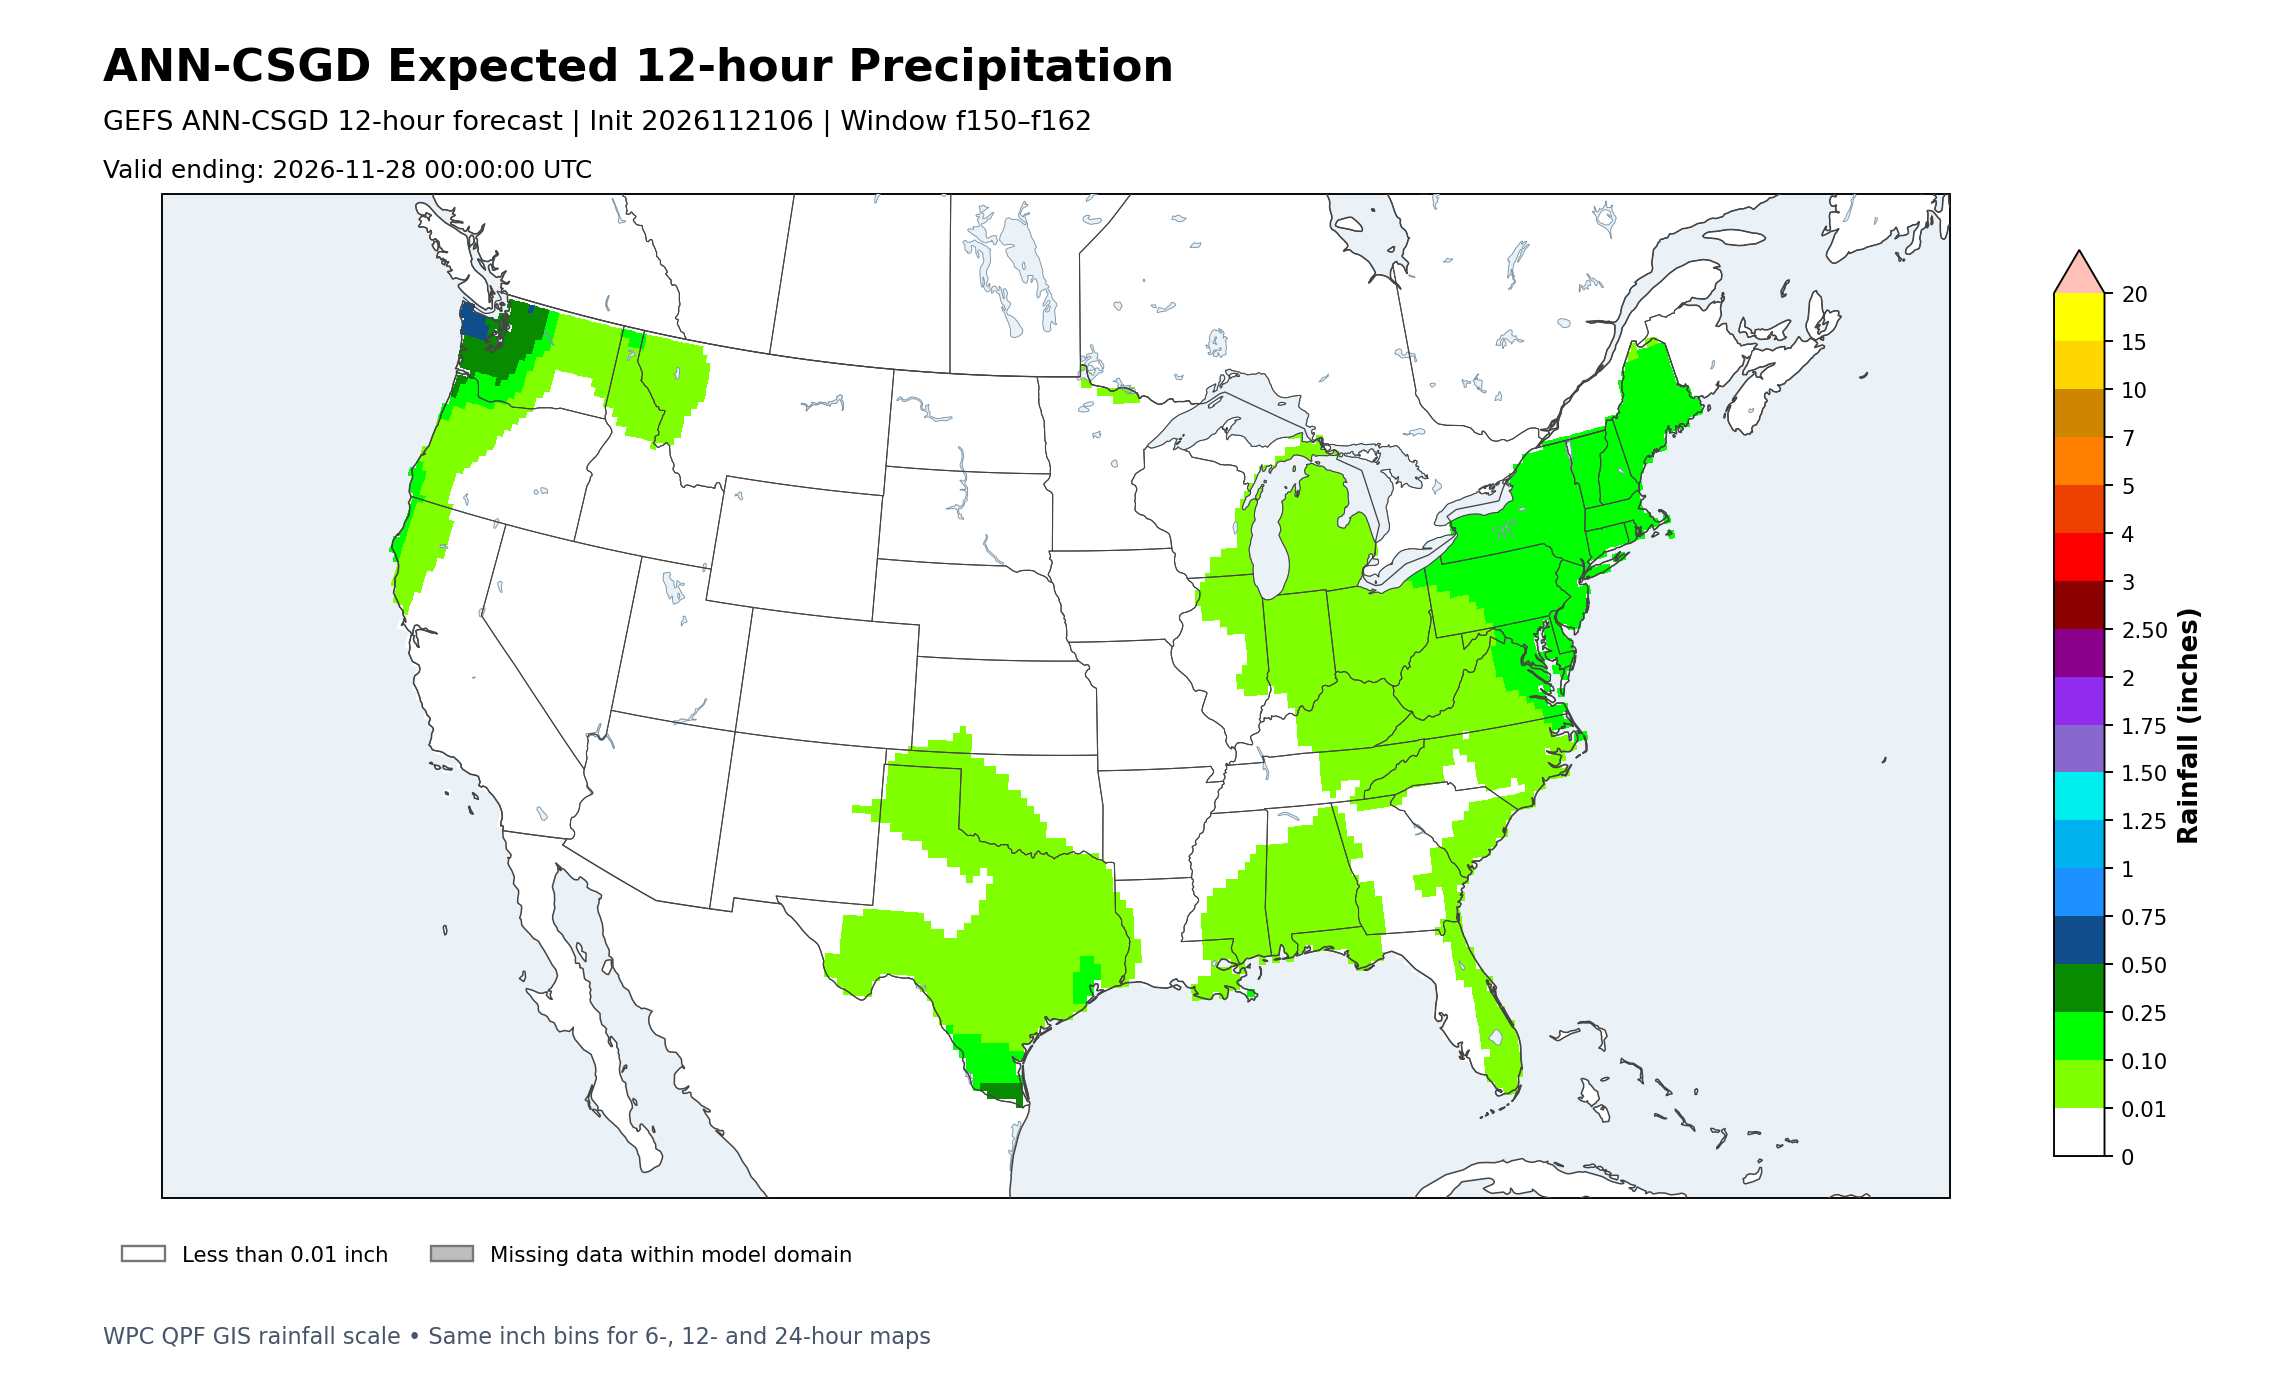 ANN-CSGD Expected 12-hour Precipitation
GEFS ANN-CSGD 12-hour forecast | Init 2026112106 | Window f150–f162
Valid ending: 2026-11-28 00:00:00 UTC
20
15
10
7
5
4
3
2.50
2
1.75
1.50
1.25
1
0.75
0.50
0.25
0.10
0.01
0
Rainfall (inches)
Less than 0.01 inch
Missing data within model domain
WPC QPF GIS rainfall scale • Same inch bins for 6-, 12- and 24-hour maps